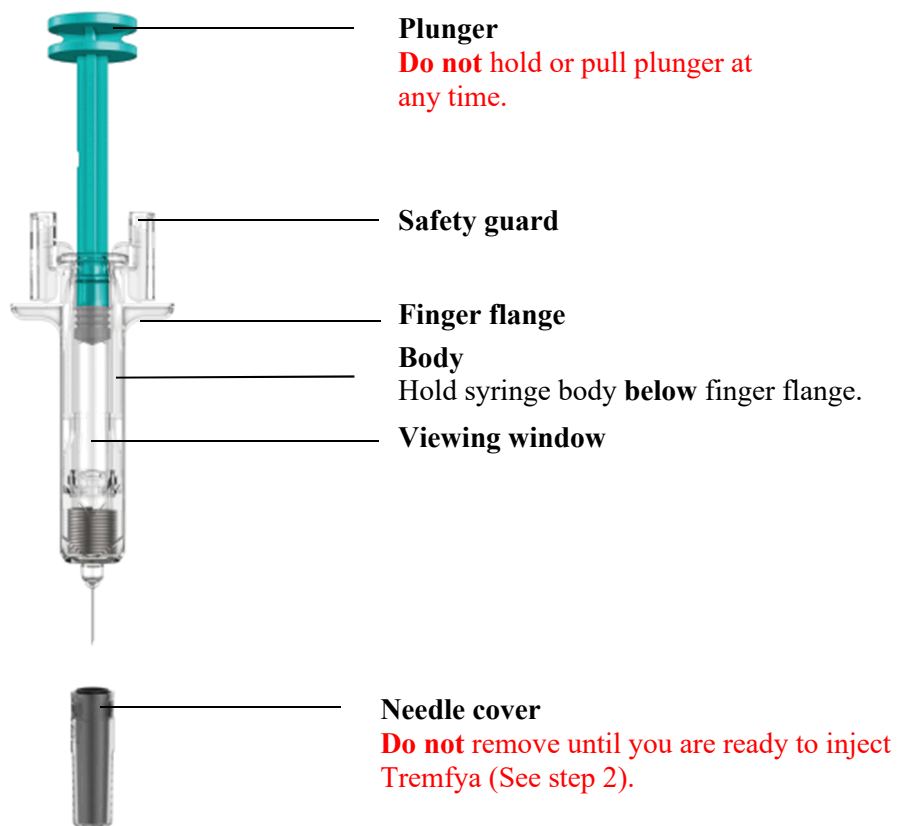 Plunger
Do not hold or pull plunger at
any time.
Safety guard
Finger flange
Body
Hold syringe body below finger flange.
Viewing window
Needle cover
Do not remove until you are ready to inject
Tremfya (See step 2).